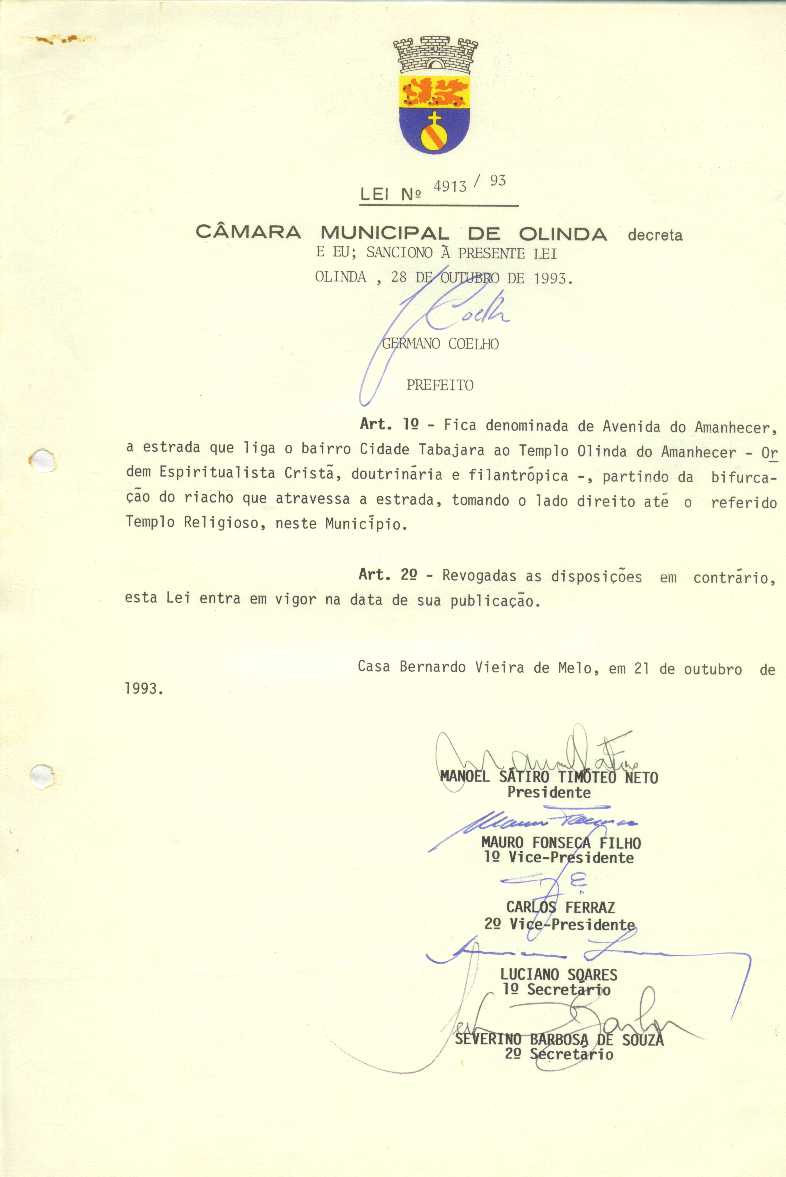 LEI Nº 4913 / 93
CÂMARA MUNICIPAL DE OLINDA decreta
E EU; SANCIONO À PRESENTE LEI
OLINDA , 28 DE OUTUBRO DE 1993.
Coelh
GERMANO COELHO
PREFEITO
Art. 1º - Fica denominada de Avenida do Amanhecer,
a estrada que liga o bairro Cidade Tabajara ao Templo Olinda do Amanhecer - Or
dem Espiritualista Cristã, doutrinária e filantrópica -, partindo da bifurca-
ção do riacho que atravessa a estrada, tomando o lado direito até o referido
Templo Religioso, neste Município.
Art. 2º - Revogadas as disposições em contrário,
esta Lei entra em vigor na data de sua publicação.
Casa Bernardo Vieira de Melo, em 21 de outubro de
1993.
MANOEL SÁTIRO TIMÓTEO NETO
Presidente
MAURO FONSECA FILHO
1º Vice-Presidente
CARLOS FERRAZ
2º Vice-Presidente
LUCIANO SOARES
1º Secretário
SEVERINO BARBOSA DE SOUZA
2º Secretário